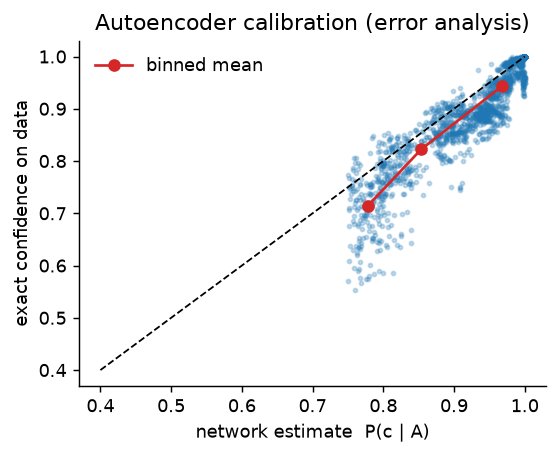 Autoencoder calibration (error analysis)
binned mean
exact confidence on data
1.0
0.9
0.8
0.7
0.6
0.5
0.4
0.4 0.5 0.6 0.7 0.8 0.9 1.0
network estimate P(c | A)